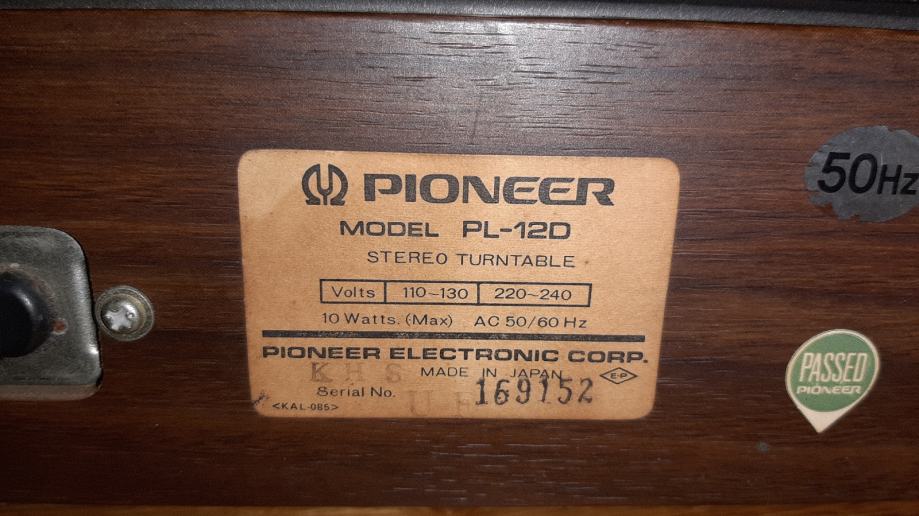 PIONEER
MODEL PL-12D
STEREO TURNTABLE
Volts 110~130 220~240
10 Watts. (Max) AC 50/60 Hz
PIONEER ELECTRONIC CORP.
KHS MADE IN JAPAN E-P
Serial No. 169152
<KAL-085>
50Hz
PASSED
PIONEER